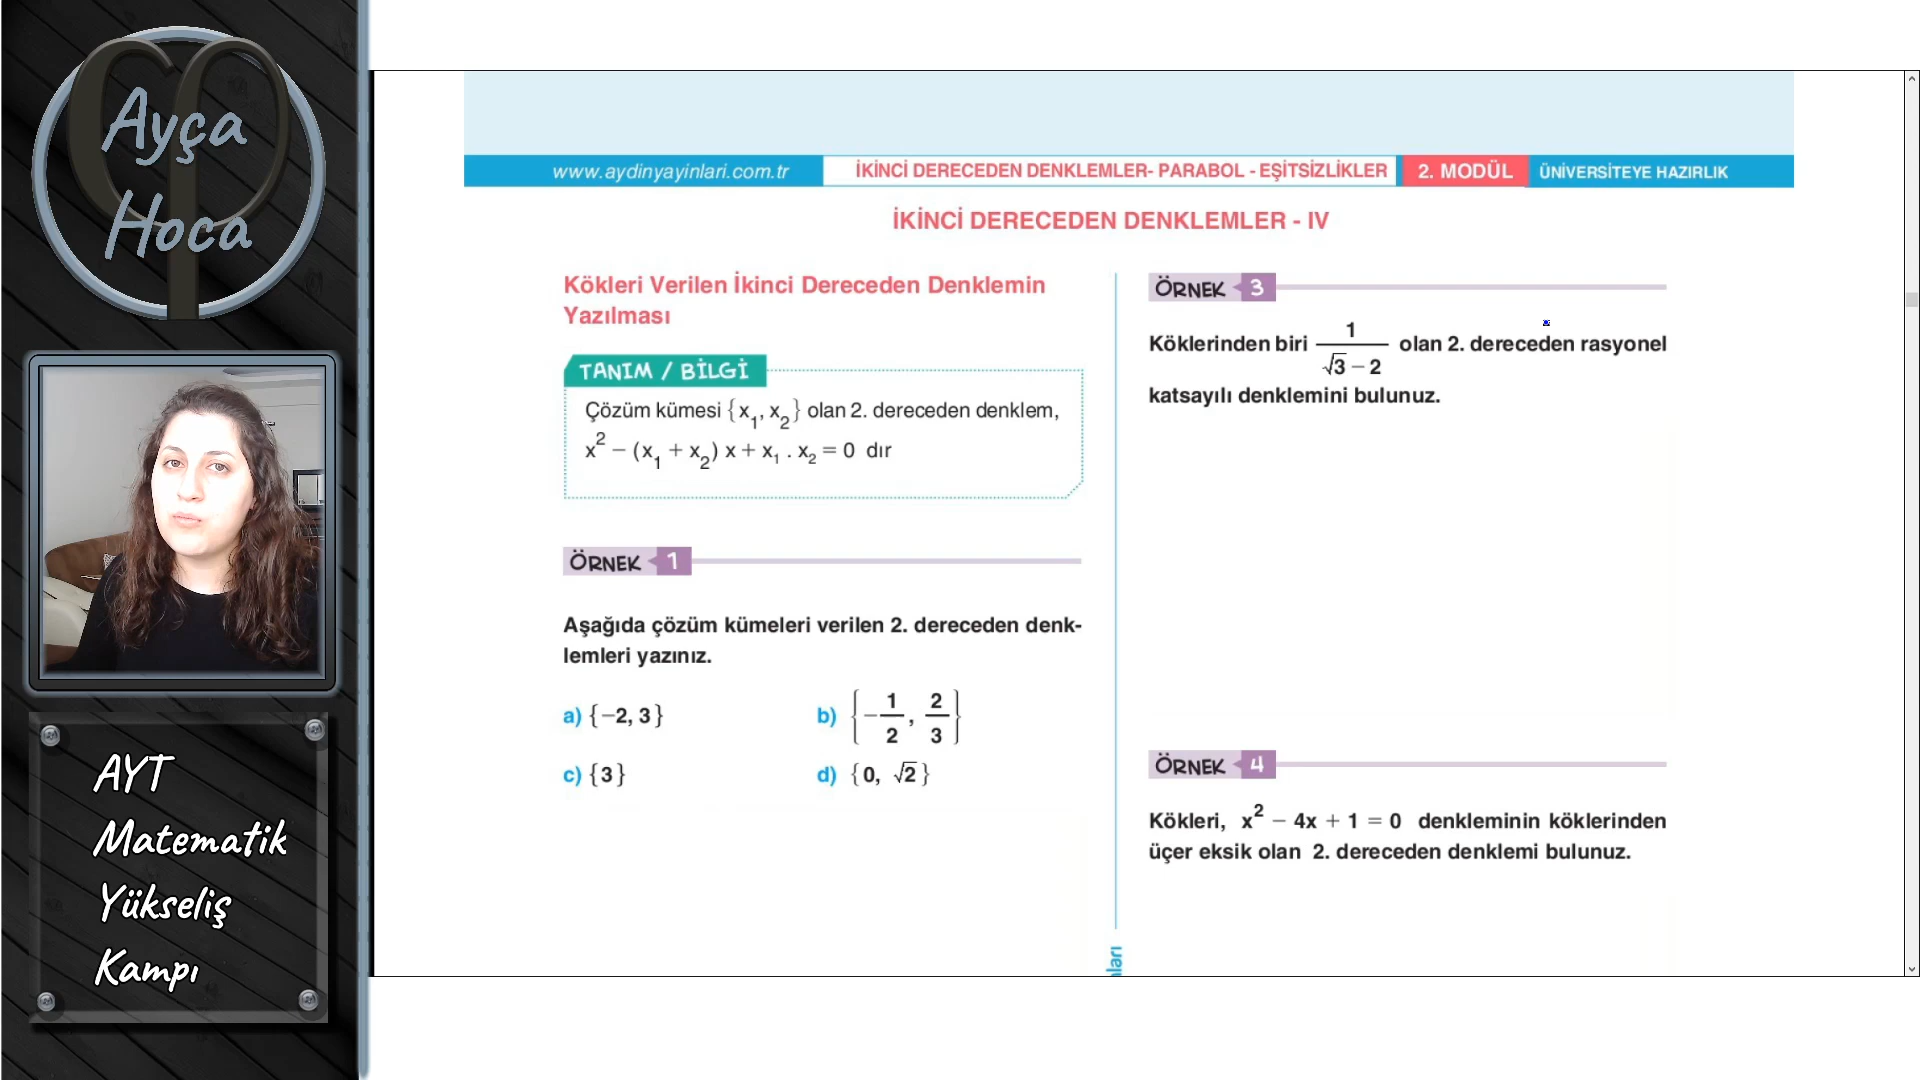 Ayça
Hoca
AYT
Matematik
Yükseliş
Kampı
www.aydinyayinlari.com.tr
İKİNCİ DERECEDEN DENKLEMLER- PARABOL - EŞİTSİZLİKLER
2. MODÜL
ÜNİVERSİTEYE HAZIRLIK
İKİNCİ DERECEDEN DENKLEMLER - IV
Kökleri Verilen İkinci Dereceden Denklemin
Yazılması
TANIM / BİLGİ
Çözüm kümesi {x₁, x₂} olan 2. dereceden denklem,
x² − (x₁ + x₂) x + x₁ . x₂ = 0 dır
ÖRNEK 1
Aşağıda çözüm kümeleri verilen 2. dereceden denk-
lemleri yazınız.
a) {−2, 3}
b) {−1/2, 2/3}
c) {3}
d) {0, √2}
ÖRNEK 3
Köklerinden biri 1/(√3 − 2) olan 2. dereceden rasyonel
katsayılı denklemini bulunuz.
ÖRNEK 4
Kökleri, x² − 4x + 1 = 0 denkleminin köklerinden
üçer eksik olan 2. dereceden denklemi bulunuz.